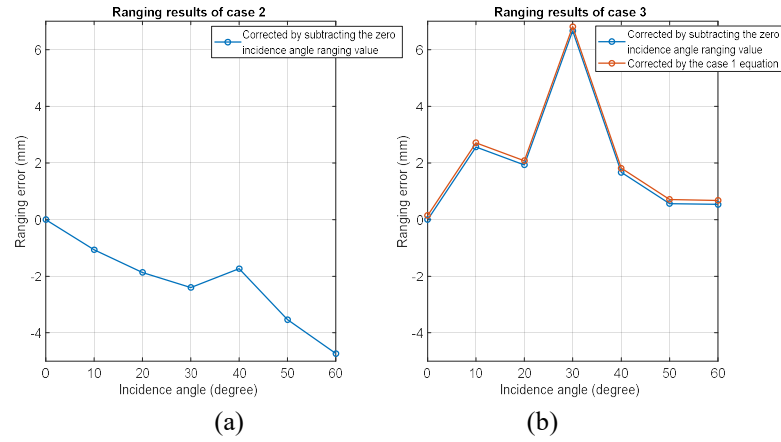 Ranging results of case 2
Corrected by subtracting the zero
incidence angle ranging value
6
4
2
0
-2
-4
Ranging error (mm)
0 10 20 30 40 50 60
Incidence angle (degree)
(a)
Ranging results of case 3
Corrected by subtracting the zero
incidence angle ranging value
Corrected by the case 1 equation
6
4
2
0
-2
-4
Ranging error (mm)
0 10 20 30 40 50 60
Incidence angle (degree)
(b)